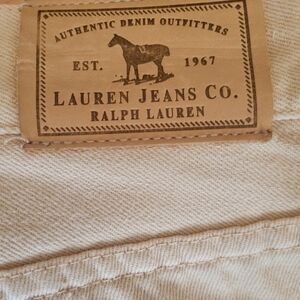 AUTHENTIC DENIM OUTFITTERS
EST. 1967
LAUREN JEANS CO.
RALPH LAUREN